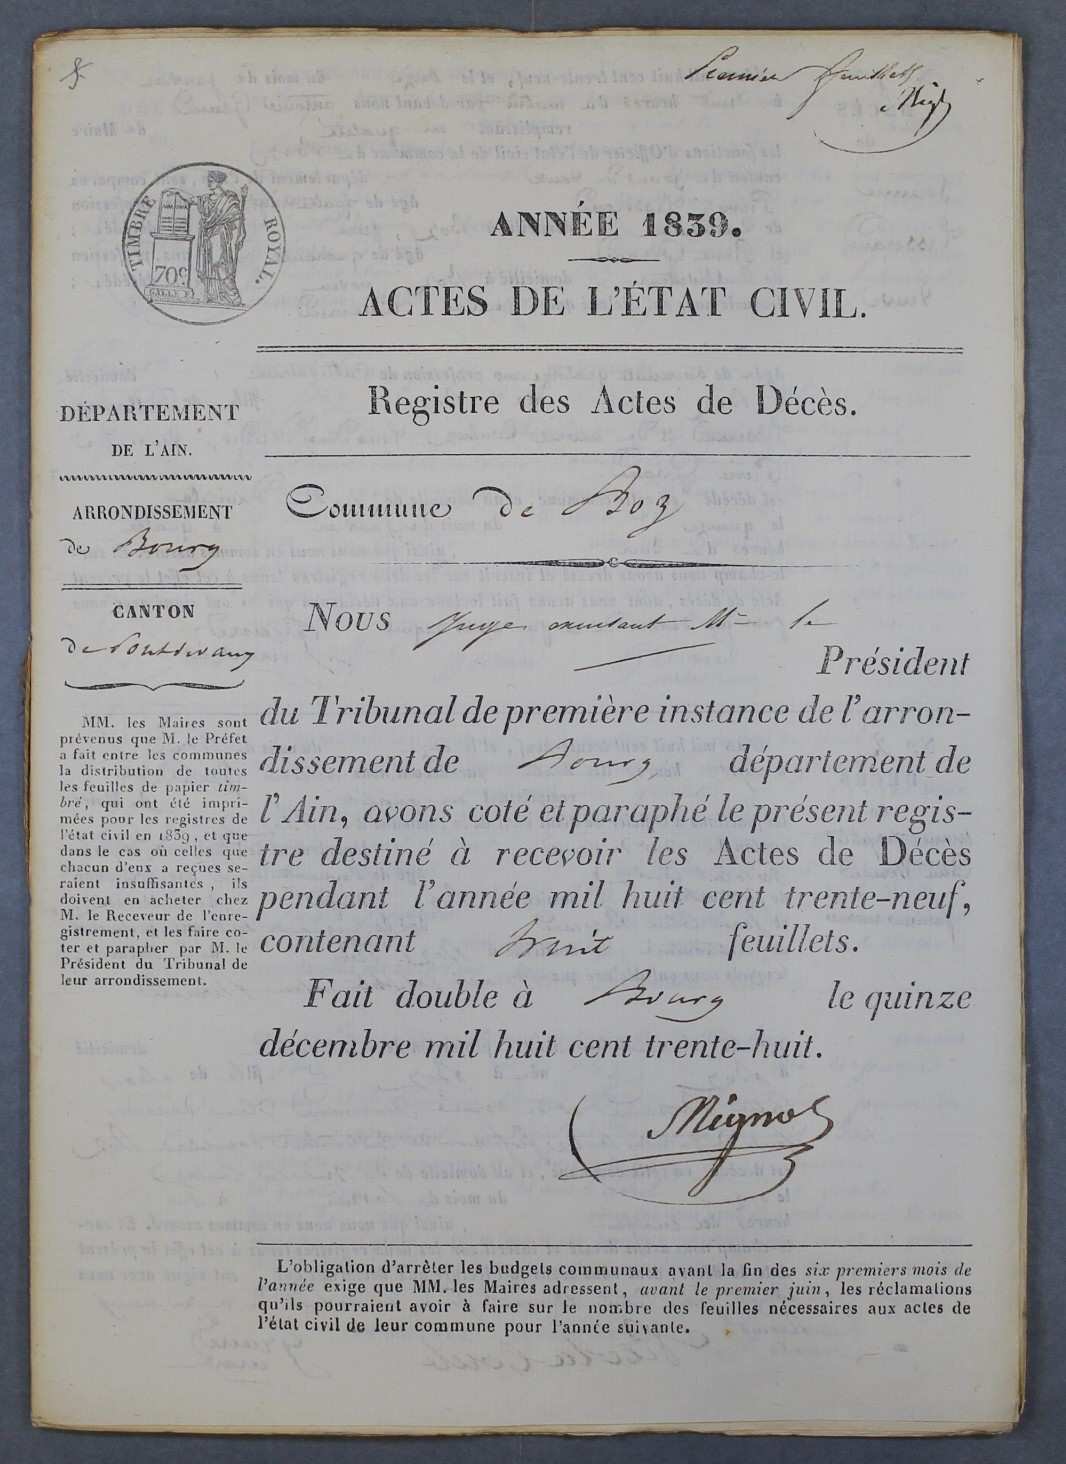 Premier feuillet
Mig
TIMBRE ROYAL.
70c
ANNÉE 1839.
ACTES DE L'ÉTAT CIVIL.
Registre des Actes de Décès.
DÉPARTEMENT
DE L'AIN.
ARRONDISSEMENT
de Bourg
CANTON
de Pontdevaux
MM. les Maires sont
prévenus que M. le Préfet
a fait entre les communes
la distribution de toutes
les feuilles de papier tim-
bré, qui ont été impri-
mées pour les registres de
l'état civil en 1839, et que
dans le cas où celles que
chacun d'eux a reçues se-
raient insuffisantes, ils
doivent en acheter chez
M. le Receveur de l'enre-
gistrement, et les faire co-
ter et parapher par M. le
Président du Tribunal de
leur arrondissement.
Commune de Boz
Nous Juge exerçant Mr le
Président
du Tribunal de première instance de l'arron-
dissement de Bourg département de
l'Ain, avons coté et paraphé le présent regis-
tre destiné à recevoir les Actes de Décès
pendant l'année mil huit cent trente-neuf,
contenant huit feuillets.
Fait double à Bourg le quinze
décembre mil huit cent trente-huit.
Mignot
L'obligation d'arrêter les budgets communaux avant la fin des six premiers mois de
l'année exige que MM. les Maires adressent, avant le premier juin, les réclamations
qu'ils pourraient avoir à faire sur le nombre des feuilles nécessaires aux actes de
l'état civil de leur commune pour l'année suivante.